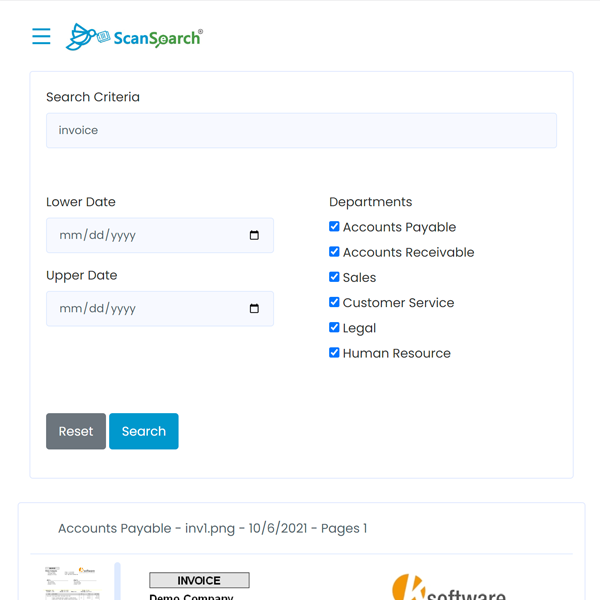 ScanSearch®
Search Criteria
invoice
Lower Date
mm/dd/yyyy
Upper Date
mm/dd/yyyy
Departments
Accounts Payable
Accounts Receivable
Sales
Customer Service
Legal
Human Resource
Reset
Search
Accounts Payable - inv1.png - 10/6/2021 - Pages 1
INVOICE
Demo Company
software